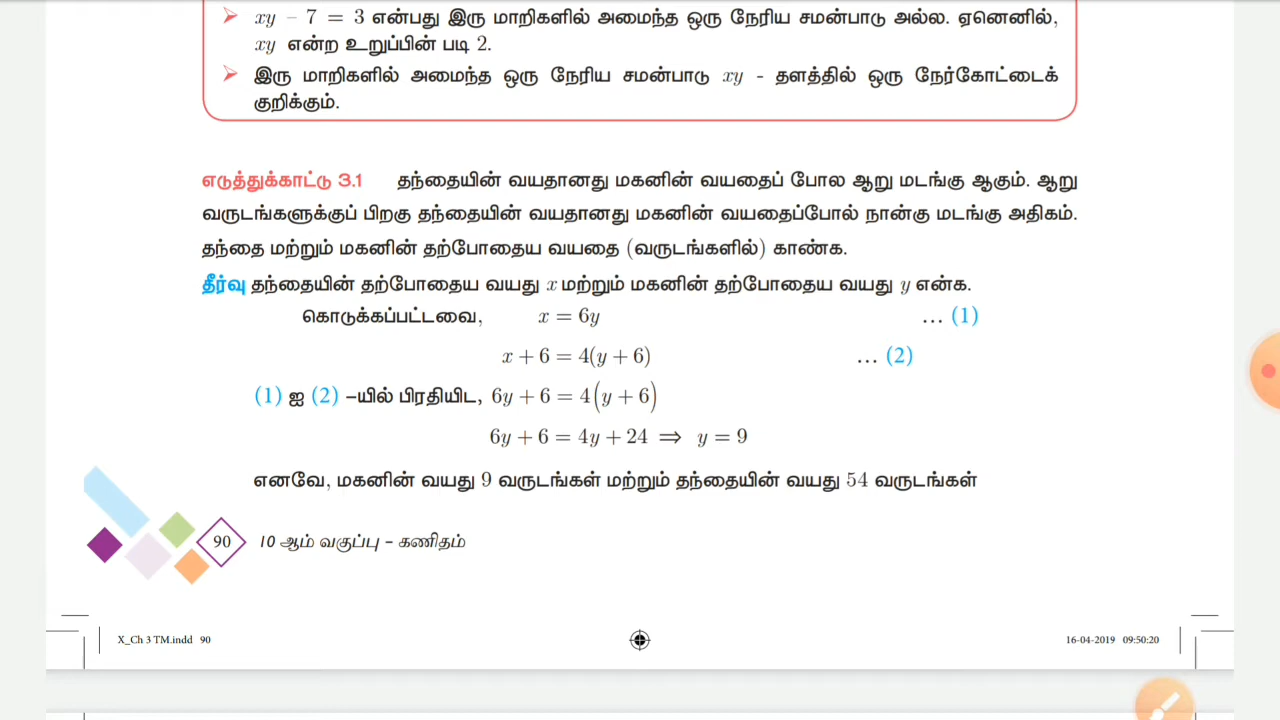 ➤ xy – 7 = 3 என்பது இரு மாறிகளில் அமைந்த ஒரு நேரிய சமன்பாடு அல்ல. ஏனெனில்,
xy என்ற உறுப்பின் படி 2.
➤ இரு மாறிகளில் அமைந்த ஒரு நேரிய சமன்பாடு xy - தளத்தில் ஒரு நேர்கோட்டைக்
குறிக்கும்.
எடுத்துக்காட்டு 3.1 தந்தையின் வயதானது மகனின் வயதைப் போல ஆறு மடங்கு ஆகும். ஆறு
வருடங்களுக்குப் பிறகு தந்தையின் வயதானது மகனின் வயதைப்போல் நான்கு மடங்கு அதிகம்.
தந்தை மற்றும் மகனின் தற்போதைய வயதை (வருடங்களில்) காண்க.
தீர்வு தந்தையின் தற்போதைய வயது x மற்றும் மகனின் தற்போதைய வயது y என்க.
கொடுக்கப்பட்டவை, x = 6y … (1)
x + 6 = 4(y + 6) … (2)
(1) ஐ (2) –யில் பிரதியிட, 6y + 6 = 4(y + 6)
6y + 6 = 4y + 24 ⇒ y = 9
எனவே, மகனின் வயது 9 வருடங்கள் மற்றும் தந்தையின் வயது 54 வருடங்கள்
90 10 ஆம் வகுப்பு – கணிதம்
X_Ch 3 TM.indd 90 16-04-2019 09:50:20